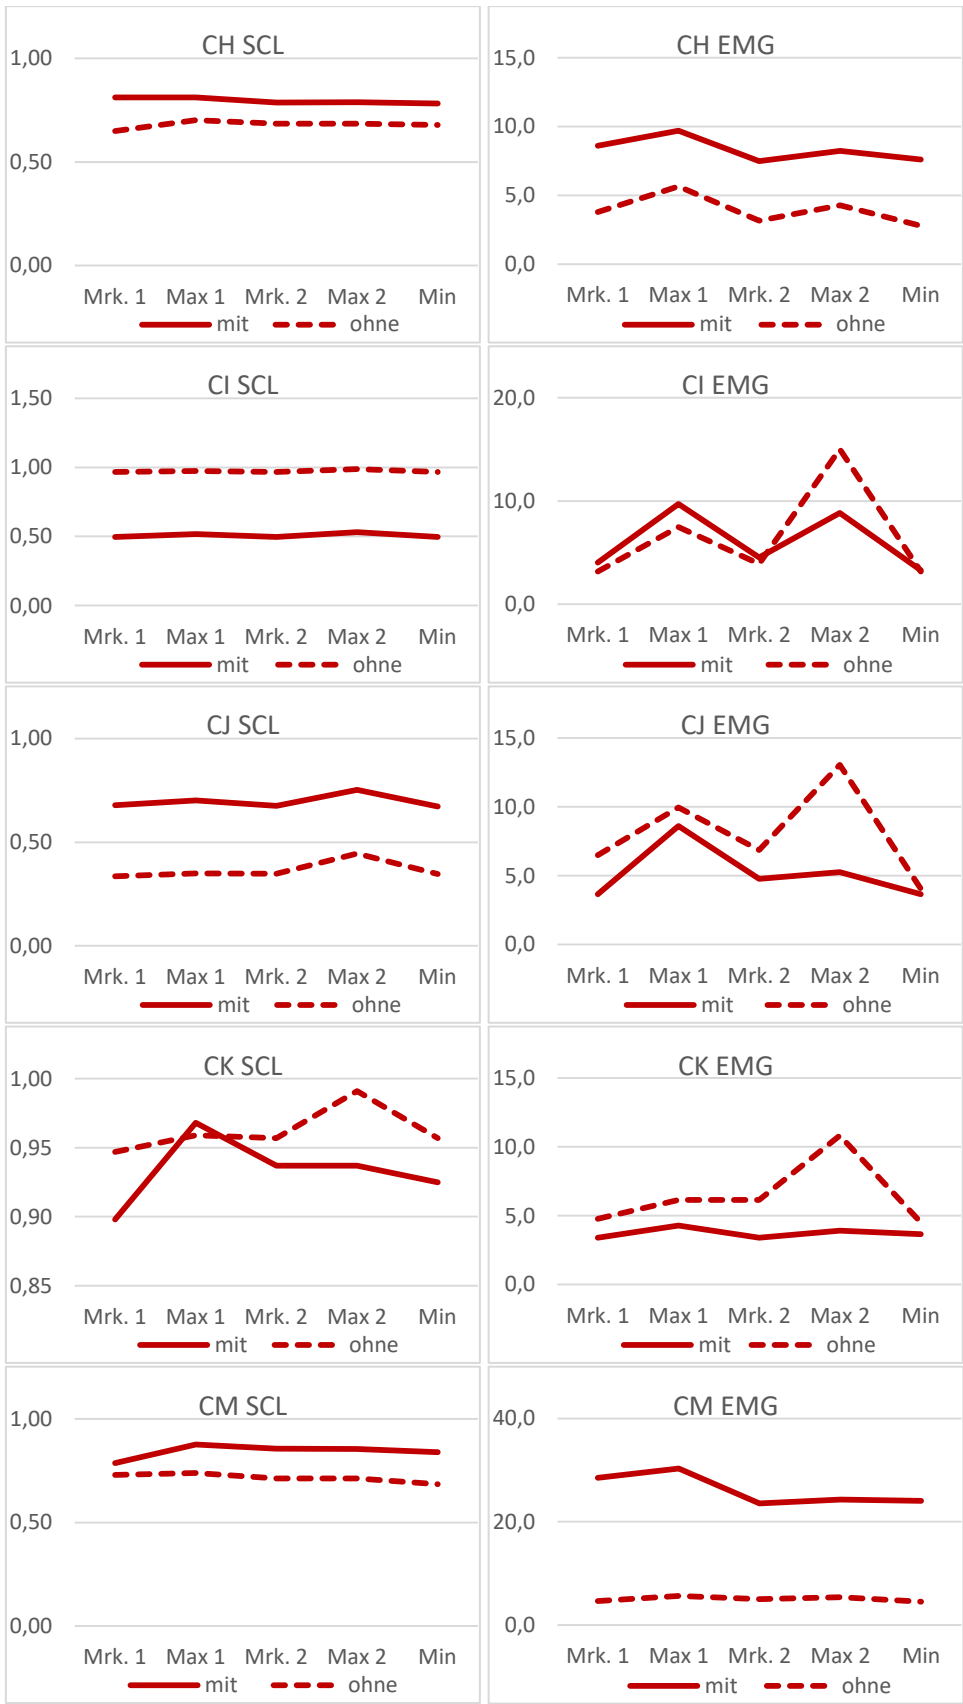 CH SCL
1,00
0,50
0,00
Mrk. 1 Max 1 Mrk. 2 Max 2 Min
mit ohne
CH EMG
15,0
10,0
5,0
0,0
Mrk. 1 Max 1 Mrk. 2 Max 2 Min
mit ohne
CI SCL
1,50
1,00
0,50
0,00
Mrk. 1 Max 1 Mrk. 2 Max 2 Min
mit ohne
CI EMG
20,0
10,0
0,0
Mrk. 1 Max 1 Mrk. 2 Max 2 Min
mit ohne
CJ SCL
1,00
0,50
0,00
Mrk. 1 Max 1 Mrk. 2 Max 2 Min
mit ohne
CJ EMG
15,0
10,0
5,0
0,0
Mrk. 1 Max 1 Mrk. 2 Max 2 Min
mit ohne
CK SCL
1,00
0,95
0,90
0,85
Mrk. 1 Max 1 Mrk. 2 Max 2 Min
mit ohne
CK EMG
15,0
10,0
5,0
0,0
Mrk. 1 Max 1 Mrk. 2 Max 2 Min
mit ohne
CM SCL
1,00
0,50
0,00
Mrk. 1 Max 1 Mrk. 2 Max 2 Min
mit ohne
CM EMG
40,0
20,0
0,0
Mrk. 1 Max 1 Mrk. 2 Max 2 Min
mit ohne